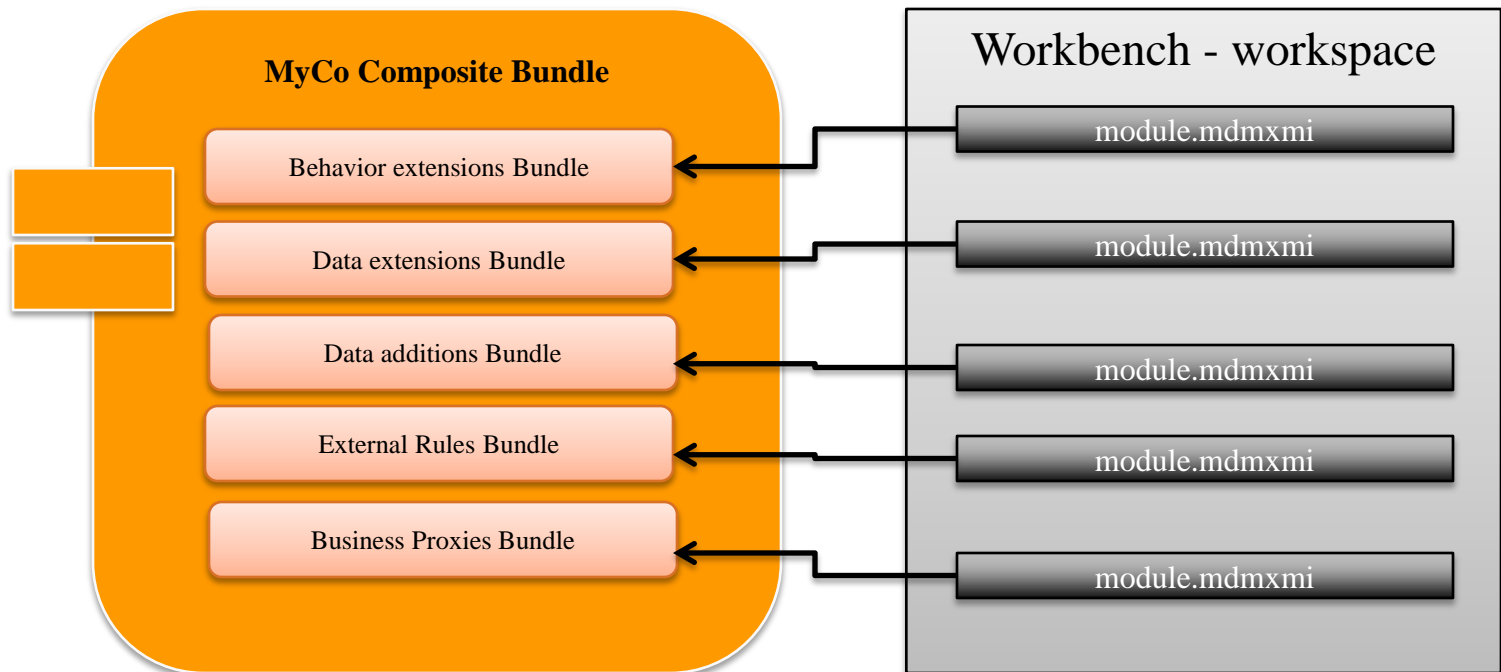 MyCo Composite Bundle
Behavior extensions Bundle
Data extensions Bundle
Data additions Bundle
External Rules Bundle
Business Proxies Bundle
Workbench - workspace
module.mdmxmi
module.mdmxmi
module.mdmxmi
module.mdmxmi
module.mdmxmi